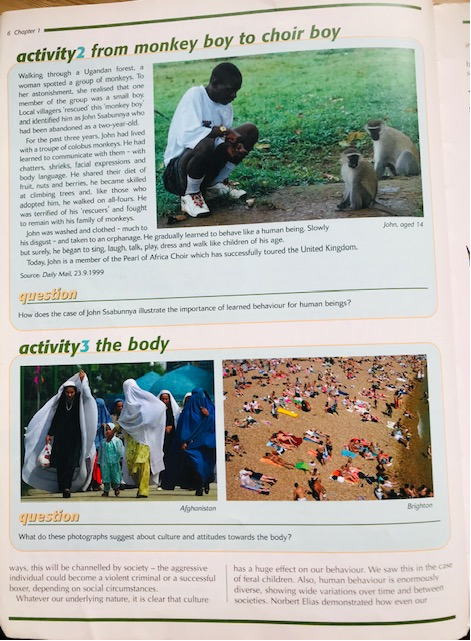 6 Chapter 1
activity2 from monkey boy to choir boy
Walking through a Ugandan forest, a
woman spotted a group of monkeys. To
her astonishment, she realised that one
member of the group was a small boy.
Local villagers 'rescued' this 'monkey boy'
and identified him as John Ssabunnya who
had been abandoned as a two-year-old.
For the past three years, John had lived
with a troupe of colobus monkeys. He had
learned to communicate with them – with
chatters, shrieks, facial expressions and
body language. He shared their diet of
fruit, nuts and berries, he became skilled
at climbing trees and, like those who
adopted him, he walked on all-fours. He
was terrified of his 'rescuers' and fought
to remain with his family of monkeys.
John was washed and clothed – much to
his disgust – and taken to an orphanage. He gradually learned to behave like a human being. Slowly
but surely, he began to sing, laugh, talk, play, dress and walk like children of his age.
Today, John is a member of the Pearl of Africa Choir which has successfully toured the United Kingdom.
Source: Daily Mail, 23.9.1999
John, aged 14
question
How does the case of John Ssabunnya illustrate the importance of learned behaviour for human beings?
activity3 the body
Afghanistan
Brighton
question
What do these photographs suggest about culture and attitudes towards the body?
ways, this will be channelled by society – the aggressive
individual could become a violent criminal or a successful
boxer, depending on social circumstances.
Whatever our underlying nature, it is clear that culture
has a huge effect on our behaviour. We saw this in the case
of feral children. Also, human behaviour is enormously
diverse, showing wide variations over time and between
societies. Norbert Elias demonstrated how even our